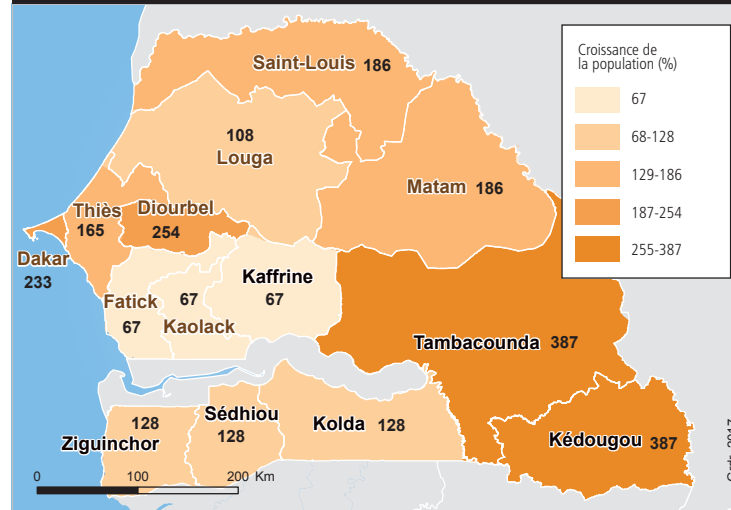 Croissance de
la population (%)
67
68-128
129-186
187-254
255-387
Saint-Louis 186
108
Louga
Matam 186
Thiès
165
Diourbel
254
Dakar
233
Kaffrine
67
Fatick
67
67
Kaolack
Tambacounda 387
128
Ziguinchor
Sédhiou
128
Kolda 128
Kédougou 387
0 100 200 Km